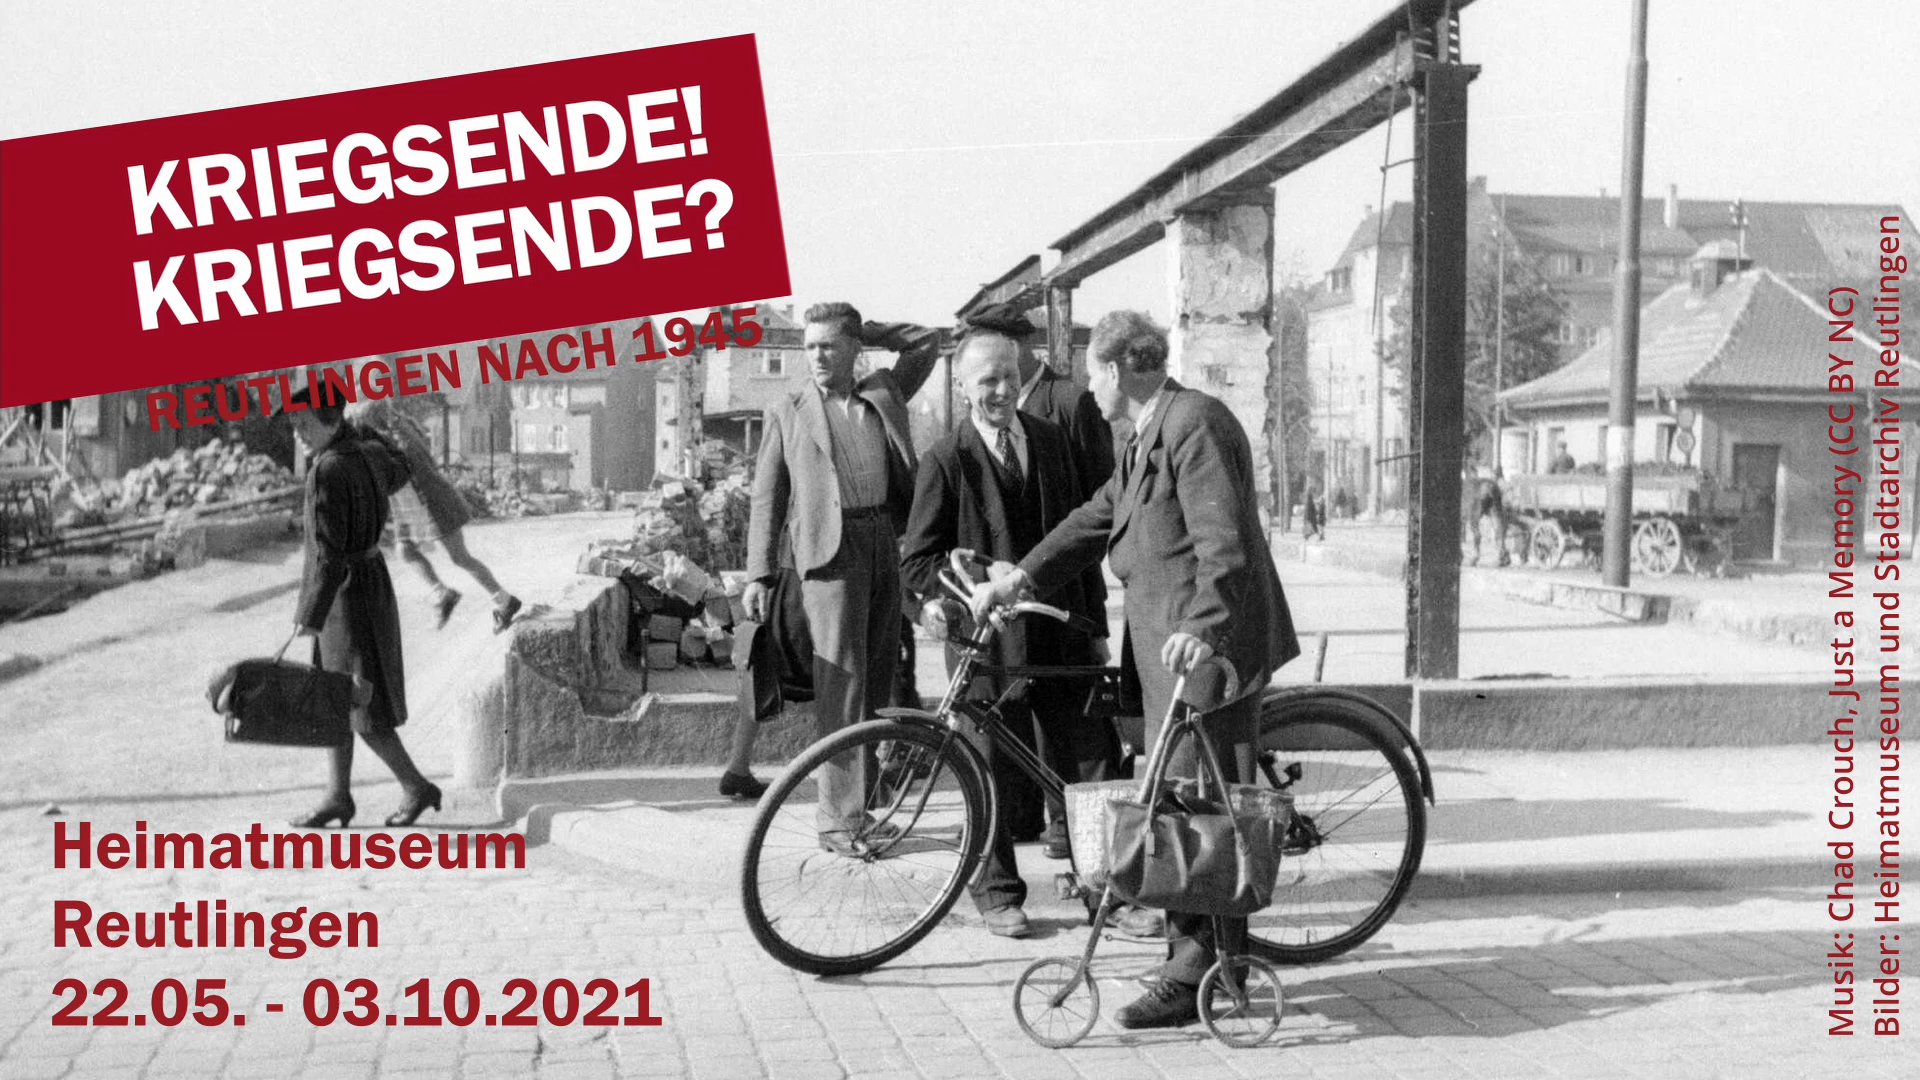 KRIEGSENDE!
KRIEGSENDE?
REUTLINGEN NACH 1945
Heimatmuseum
Reutlingen
22.05. - 03.10.2021
Musik: Chad Crouch, Just a Memory (CC BY NC)
Bilder: Heimatmuseum und Stadtarchiv Reutlingen